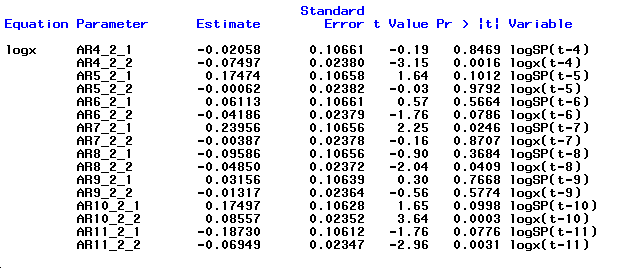 Standard
Equation Parameter Estimate Error t Value Pr > |t| Variable
logx AR4_2_1 -0.02058 0.10661 -0.19 0.8469 logSP(t-4)
AR4_2_2 -0.07497 0.02380 -3.15 0.0016 logx(t-4)
AR5_2_1 0.17474 0.10658 1.64 0.1012 logSP(t-5)
AR5_2_2 -0.00062 0.02382 -0.03 0.9792 logx(t-5)
AR6_2_1 0.06113 0.10661 0.57 0.5664 logSP(t-6)
AR6_2_2 -0.04186 0.02379 -1.76 0.0786 logx(t-6)
AR7_2_1 0.23956 0.10656 2.25 0.0246 logSP(t-7)
AR7_2_2 -0.00387 0.02378 -0.16 0.8707 logx(t-7)
AR8_2_1 -0.09586 0.10656 -0.90 0.3684 logSP(t-8)
AR8_2_2 -0.04850 0.02372 -2.04 0.0409 logx(t-8)
AR9_2_1 0.03156 0.10639 0.30 0.7668 logSP(t-9)
AR9_2_2 -0.01317 0.02364 -0.56 0.5774 logx(t-9)
AR10_2_1 0.17497 0.10628 1.65 0.0998 logSP(t-10)
AR10_2_2 0.08557 0.02352 3.64 0.0003 logx(t-10)
AR11_2_1 -0.18730 0.10612 -1.76 0.0776 logSP(t-11)
AR11_2_2 -0.06949 0.02347 -2.96 0.0031 logx(t-11)